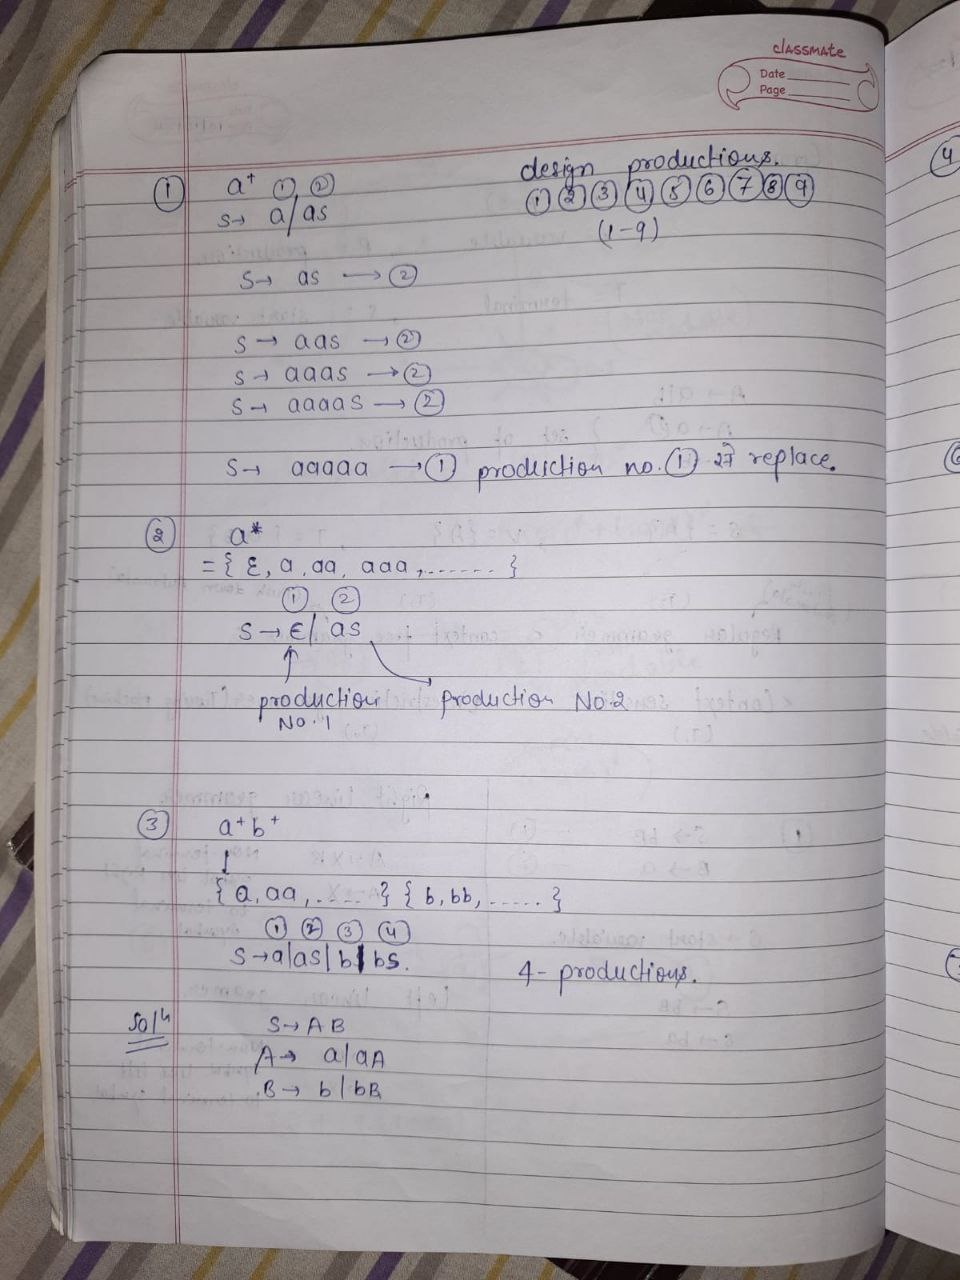 classmate
Date
Page
design productions.
① ② ③ ④ ⑤ ⑥ ⑦ ⑧ ⑨
(1-9)
① a⁺ ① ②
S→ a/as
S→ as → ②
S → aas → ②
S → aaas → ②
S → aaaas → ②
S→ aaaaa → ① production no. ① से replace.
② a*
= { ε, a, aa, aaa, ...... }
① ②
S → ε/ as
production No. 1
production No. 2
③ a⁺b⁺
↓
{ a, aa, ...... } { b, bb, ...... }
① ② ③ ④
S→a|as|b|bs.
4- productions.
Solⁿ
S→ AB
A→ a/aA
B→ b/bB